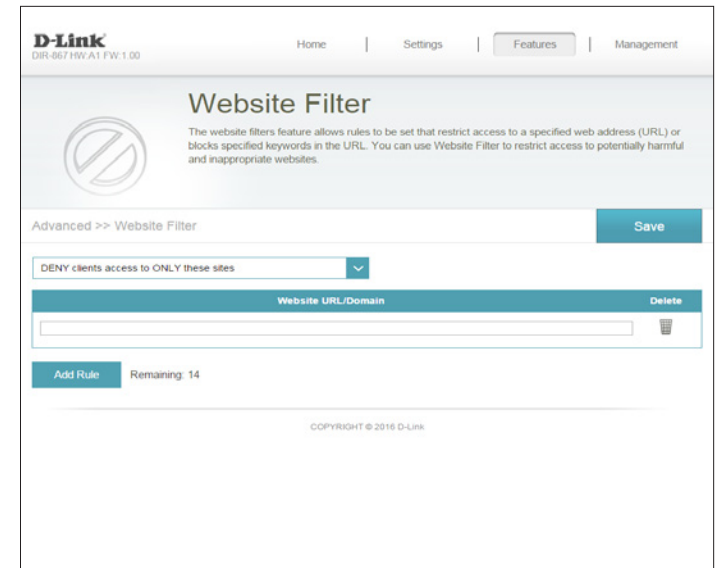 D-Link
DIR-867 HW:A1 FW:1.00
Home | Settings | Features | Management
Website Filter
The website filters feature allows rules to be set that restrict access to a specified web address (URL) or
blocks specified keywords in the URL. You can use Website Filter to restrict access to potentially harmful
and inappropriate websites.
Advanced >> Website Filter
Save
DENY clients access to ONLY these sites
Website URL/Domain Delete
Add Rule Remaining: 14
COPYRIGHT © 2016 D-Link